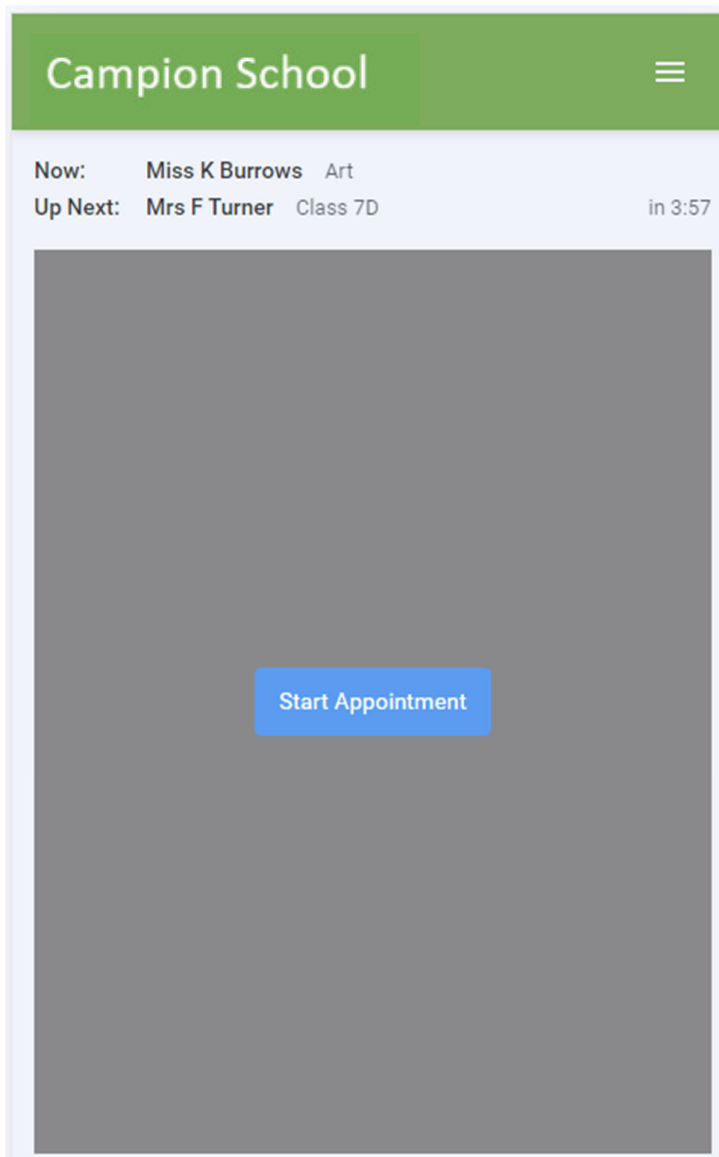 Campion School
Now: Miss K Burrows Art
Up Next: Mrs F Turner Class 7D in 3:57
Start Appointment